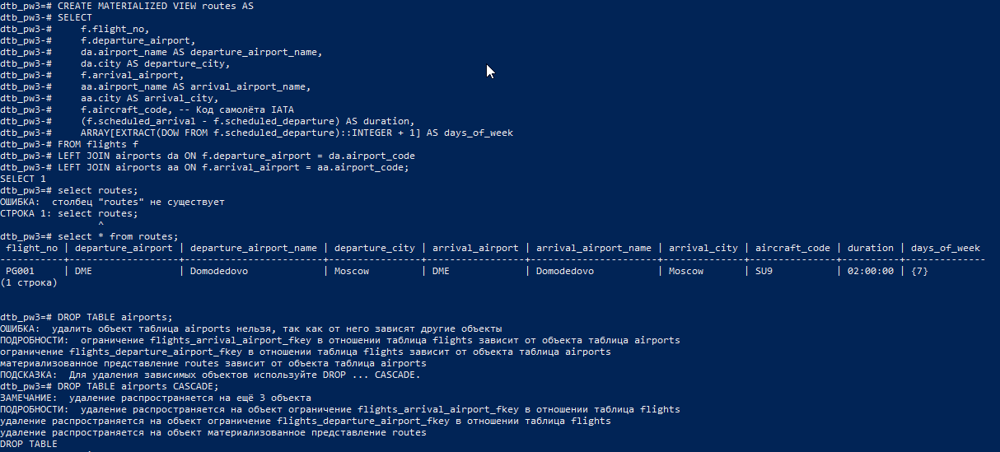 dtb_pw3=# CREATE MATERIALIZED VIEW routes AS
dtb_pw3-# SELECT
dtb_pw3-#     f.flight_no,
dtb_pw3-#     f.departure_airport,
dtb_pw3-#     da.airport_name AS departure_airport_name,
dtb_pw3-#     da.city AS departure_city,
dtb_pw3-#     f.arrival_airport,
dtb_pw3-#     aa.airport_name AS arrival_airport_name,
dtb_pw3-#     aa.city AS arrival_city,
dtb_pw3-#     f.aircraft_code, -- Код самолёта IATA
dtb_pw3-#     (f.scheduled_arrival - f.scheduled_departure) AS duration,
dtb_pw3-#     ARRAY[EXTRACT(DOW FROM f.scheduled_departure)::INTEGER + 1] AS days_of_week
dtb_pw3-# FROM flights f
dtb_pw3-# LEFT JOIN airports da ON f.departure_airport = da.airport_code
dtb_pw3-# LEFT JOIN airports aa ON f.arrival_airport = aa.airport_code;
SELECT 1
dtb_pw3=# select routes;
ОШИБКА:  столбец "routes" не существует
СТРОКА 1: select routes;
                 ^
dtb_pw3=# select * from routes;
 flight_no | departure_airport | departure_airport_name | departure_city | arrival_airport | arrival_airport_name | arrival_city | aircraft_code | duration | days_of_week
-----------+-------------------+------------------------+----------------+-----------------+----------------------+--------------+---------------+----------+--------------
 PG001     | DME               | Domodedovo             | Moscow         | DME             | Domodedovo           | Moscow       | SU9           | 02:00:00 | {7}
(1 строка)
dtb_pw3=# DROP TABLE airports;
ОШИБКА:  удалить объект таблица airports нельзя, так как от него зависят другие объекты
ПОДРОБНОСТИ:  ограничение flights_arrival_airport_fkey в отношении таблица flights зависит от объекта таблица airports
ограничение flights_departure_airport_fkey в отношении таблица flights зависит от объекта таблица airports
материализованное представление routes зависит от объекта таблица airports
ПОДСКАЗКА:  Для удаления зависимых объектов используйте DROP ... CASCADE.
dtb_pw3=# DROP TABLE airports CASCADE;
ЗАМЕЧАНИЕ:  удаление распространяется на ещё 3 объекта
ПОДРОБНОСТИ:  удаление распространяется на объект ограничение flights_arrival_airport_fkey в отношении таблица flights
удаление распространяется на объект ограничение flights_departure_airport_fkey в отношении таблица flights
удаление распространяется на объект материализованное представление routes
DROP TABLE